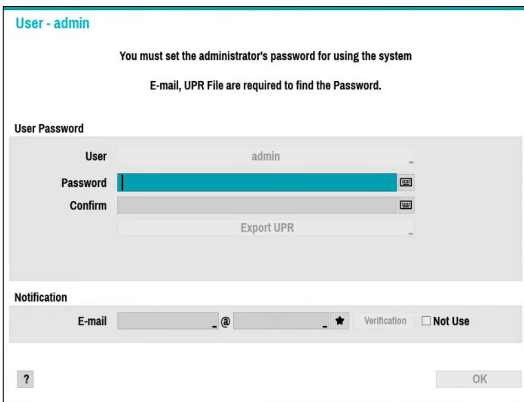 User - admin
You must set the administrator's password for using the system
E-mail, UPR File are required to find the Password.
User Password
User admin
Password
Confirm
Export UPR
Notification
E-mail @ ★ Verification Not Use
? OK